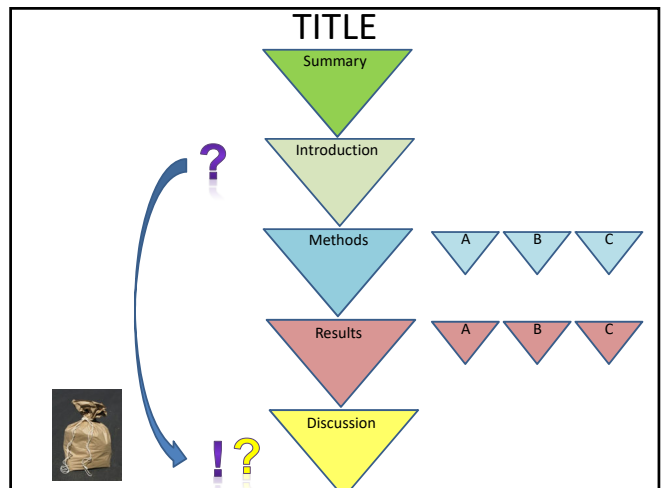 TITLE
Summary
?
Introduction
Methods
A B C
Results
A B C
Discussion
! ?